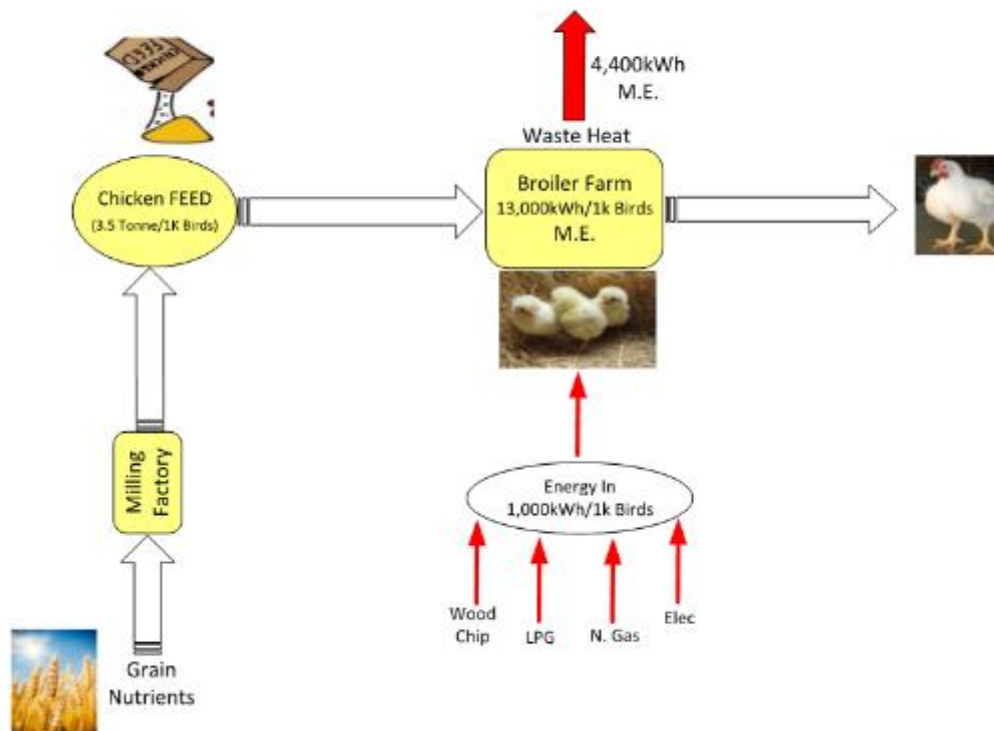 4,400kWh
M.E.
Waste Heat
Chicken FEED
(3.5 Tonne/1K Birds)
Broiler Farm
13,000kWh/1k Birds
M.E.
Milling
Factory
Energy In
1,000kWh/1k Birds
Wood
Chip
LPG
N. Gas
Elec
Grain
Nutrients